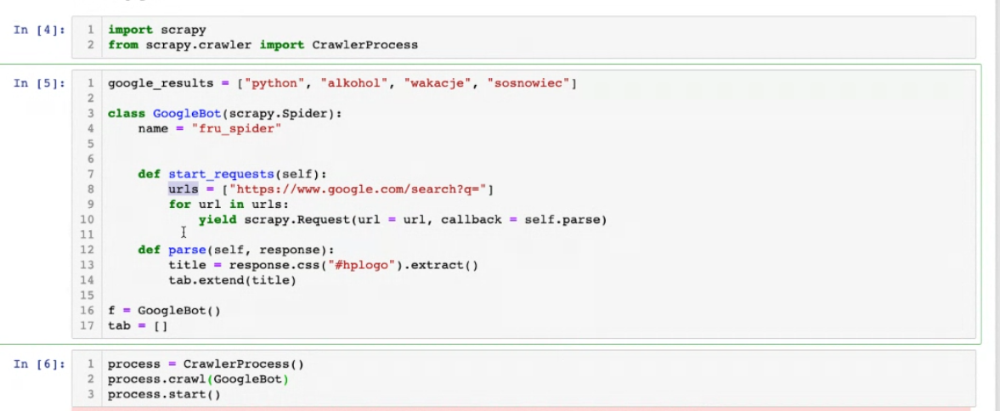 In [4]:
1 import scrapy
2 from scrapy.crawler import CrawlerProcess
In [5]:
1 google_results = ["python", "alkohol", "wakacje", "sosnowiec"]
2
3 class GoogleBot(scrapy.Spider):
4     name = "fru_spider"
5
6
7     def start_requests(self):
8         urls = ["https://www.google.com/search?q="]
9         for url in urls:
10             yield scrapy.Request(url = url, callback = self.parse)
11
12     def parse(self, response):
13         title = response.css("#hplogo").extract()
14         tab.extend(title)
15
16 f = GoogleBot()
17 tab = []
In [6]:
1 process = CrawlerProcess()
2 process.crawl(GoogleBot)
3 process.start()